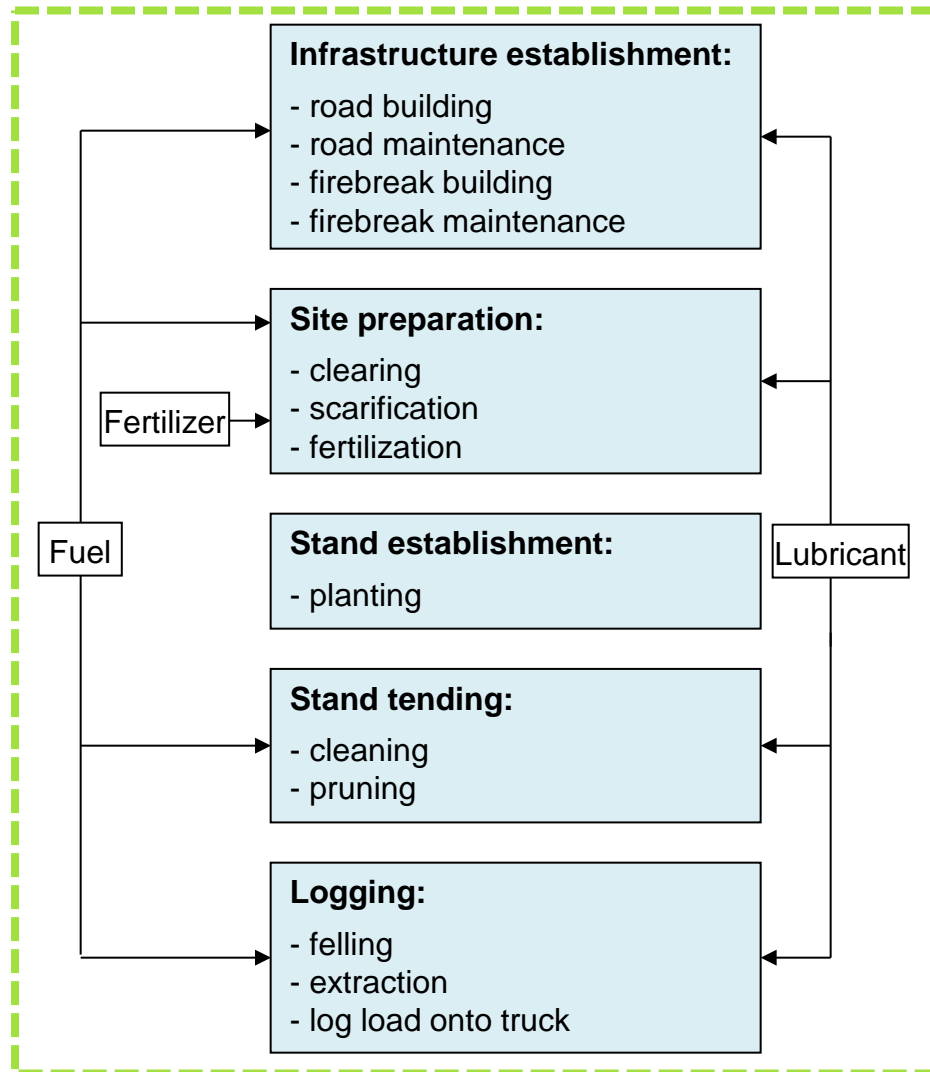 Infrastructure establishment:
- road building
- road maintenance
- firebreak building
- firebreak maintenance
Site preparation:
- clearing
- scarification
- fertilization
Fertilizer
Fuel
Stand establishment:
- planting
Lubricant
Stand tending:
- cleaning
- pruning
Logging:
- felling
- extraction
- log load onto truck